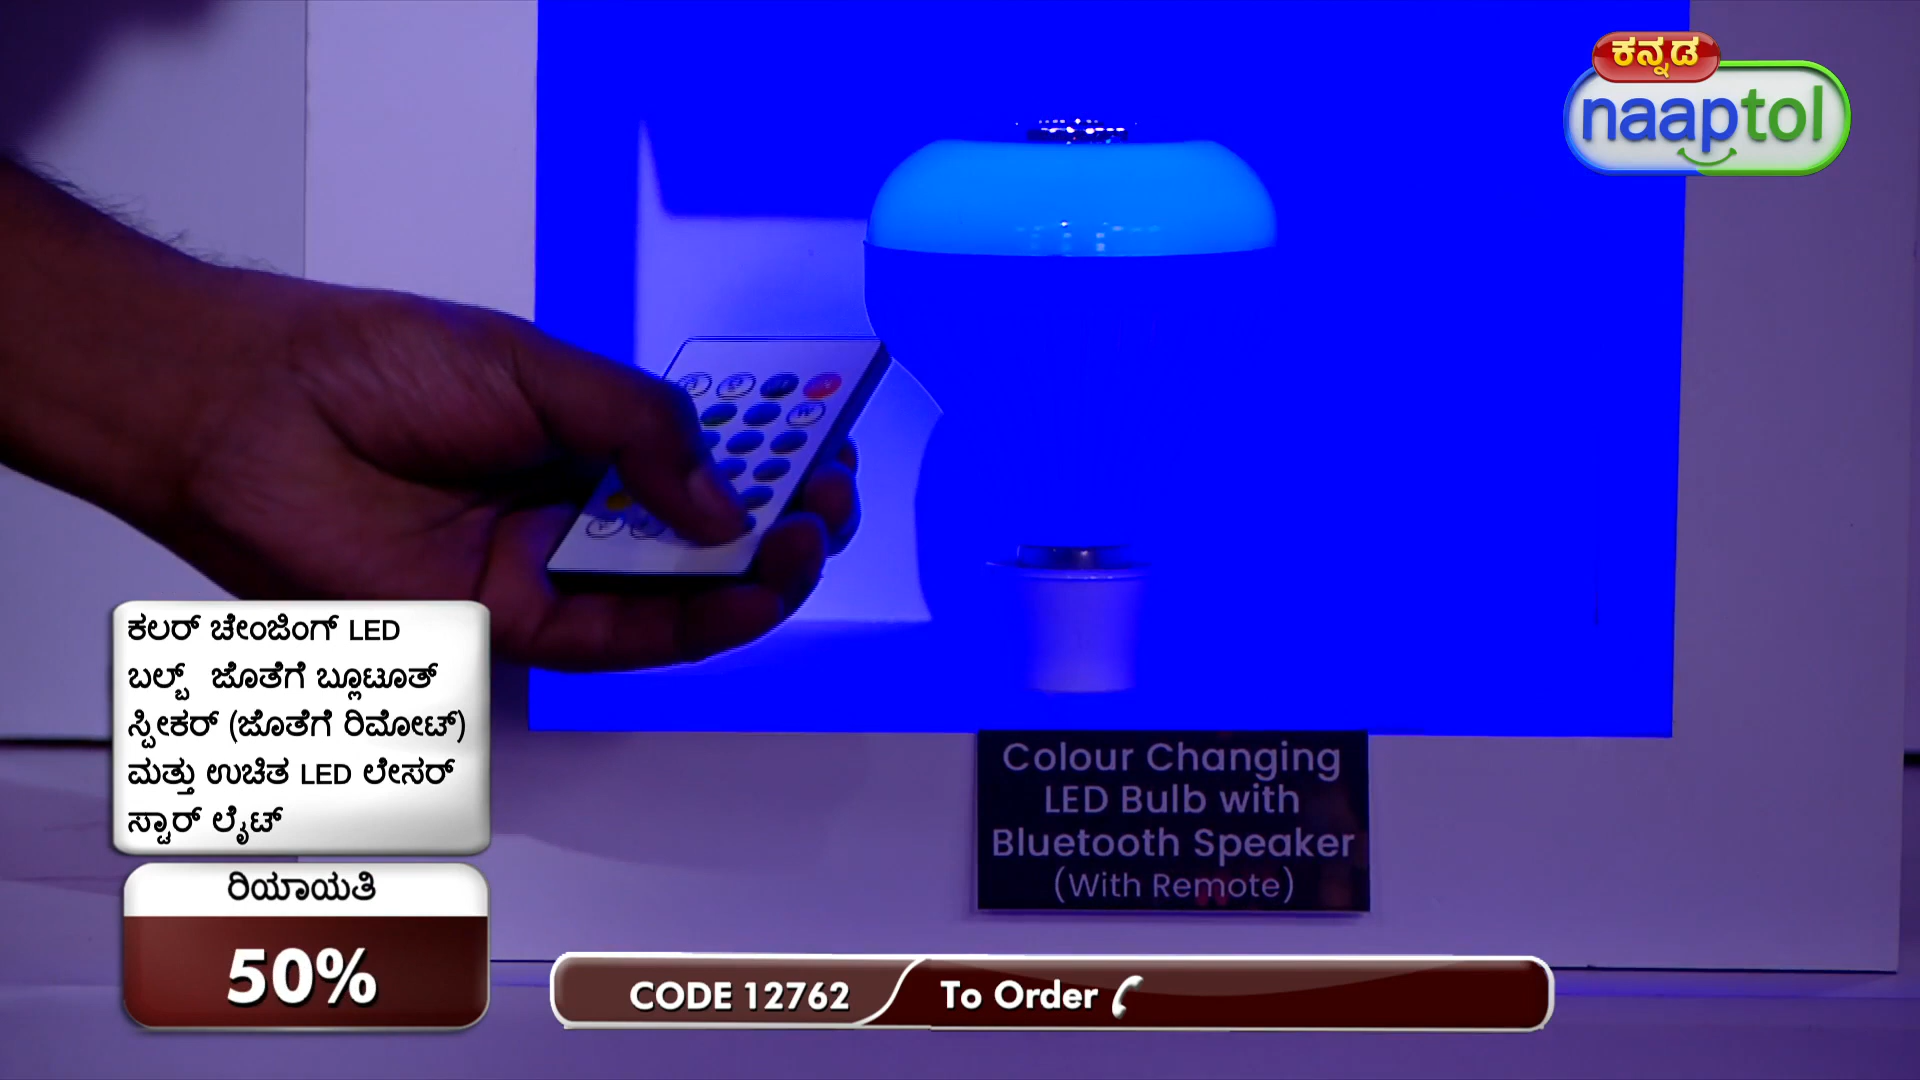 ಕನ್ನಡ
naaptol
ಕಲರ್ ಚೇಂಜಿಂಗ್ LED
ಬಲ್ಬ್ ಜೊತೆಗೆ ಬ್ಲೂಟೂತ್
ಸ್ಪೀಕರ್ (ಜೊತೆಗೆ ರಿಮೋಟ್)
ಮತ್ತು ಉಚಿತ LED ಲೇಸರ್
ಸ್ಟಾರ್ ಲೈಟ್
ರಿಯಾಯತಿ
50%
Colour Changing
LED Bulb with
Bluetooth Speaker
(With Remote)
CODE 12762 To Order